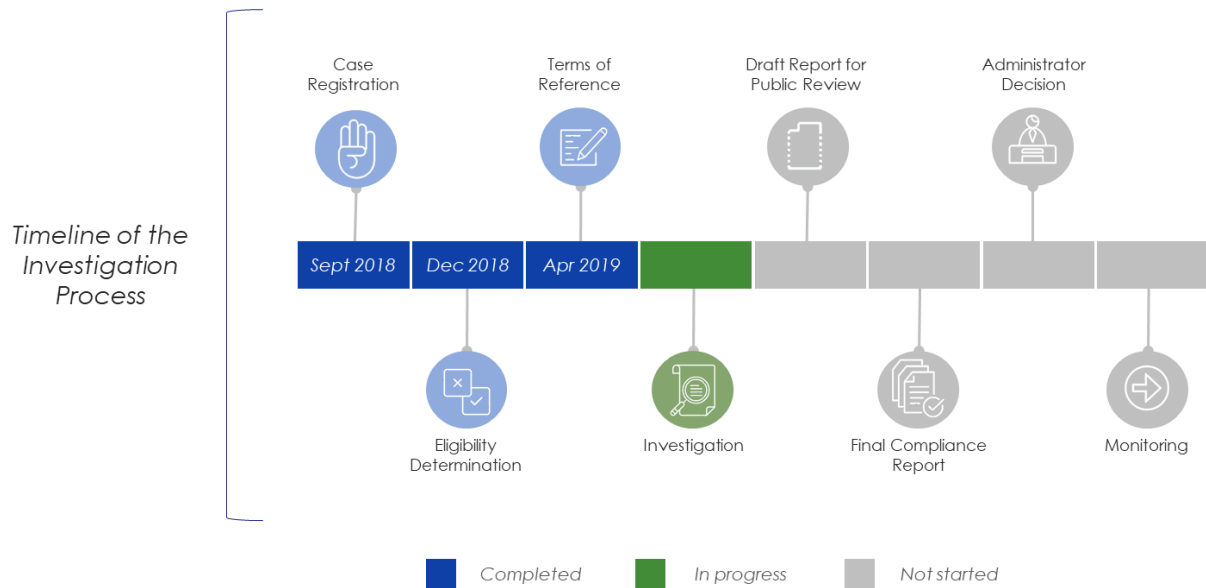 Timeline of the
Investigation
Process
Case
Registration
Terms of
Reference
Draft Report for
Public Review
Administrator
Decision
Sept 2018
Dec 2018
Apr 2019
Eligibility
Determination
Investigation
Final Compliance
Report
Monitoring
Completed
In progress
Not started